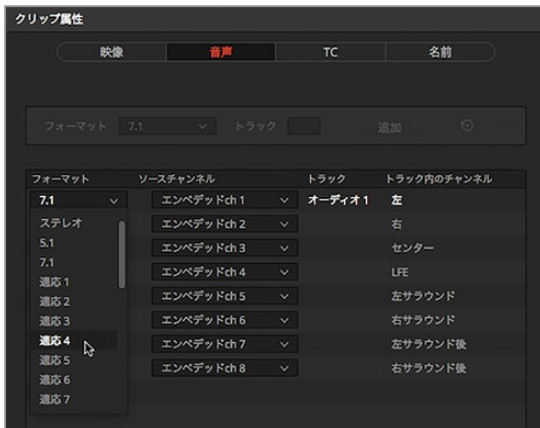 クリップ属性
映像 音声 TC 名前
フォーマット 7.1 トラック 追加
フォーマット ソースチャンネル トラック トラック内のチャンネル
7.1 エンベデッドch 1 オーディオ 1 左
ステレオ エンベデッドch 2 右
5.1 エンベデッドch 3 センター
7.1 エンベデッドch 4 LFE
適応 1
適応 2 エンベデッドch 5 左サラウンド
適応 3 エンベデッドch 6 右サラウンド
適応 4 エンベデッドch 7 左サラウンド後
適応 5 エンベデッドch 8 右サラウンド後
適応 6
適応 7